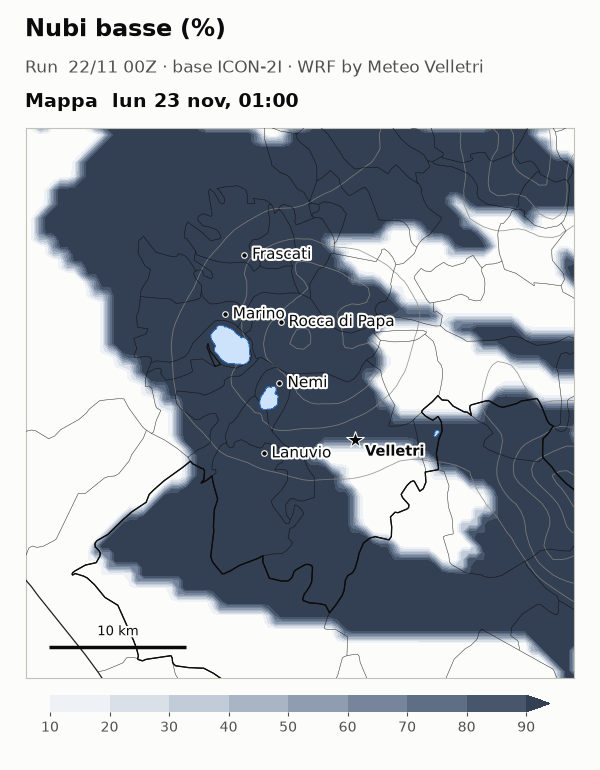 Nubi basse (%)
Run  22/11 00Z · base ICON-2I · WRF by Meteo Velletri
Mappa  lun 23 nov, 01:00
Frascati
Marino
Rocca di Papa
Nemi
Velletri
Lanuvio
10 km
10 20 30 40 50 60 70 80 90